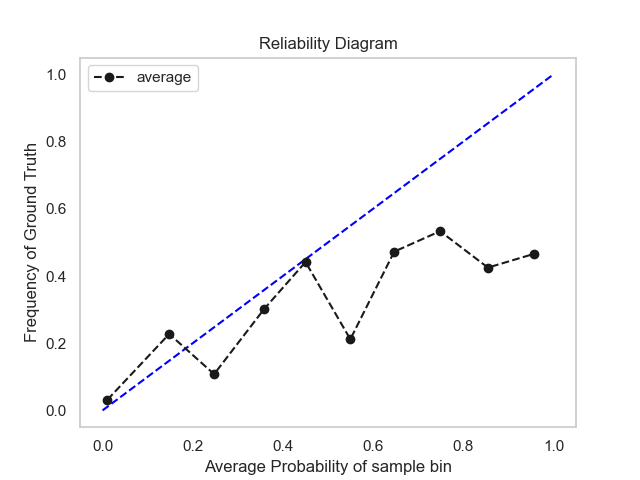 Reliability Diagram
average
Frequency of Ground Truth
1.0
0.8
0.6
0.4
0.2
0.0
0.0 0.2 0.4 0.6 0.8 1.0
Average Probability of sample bin